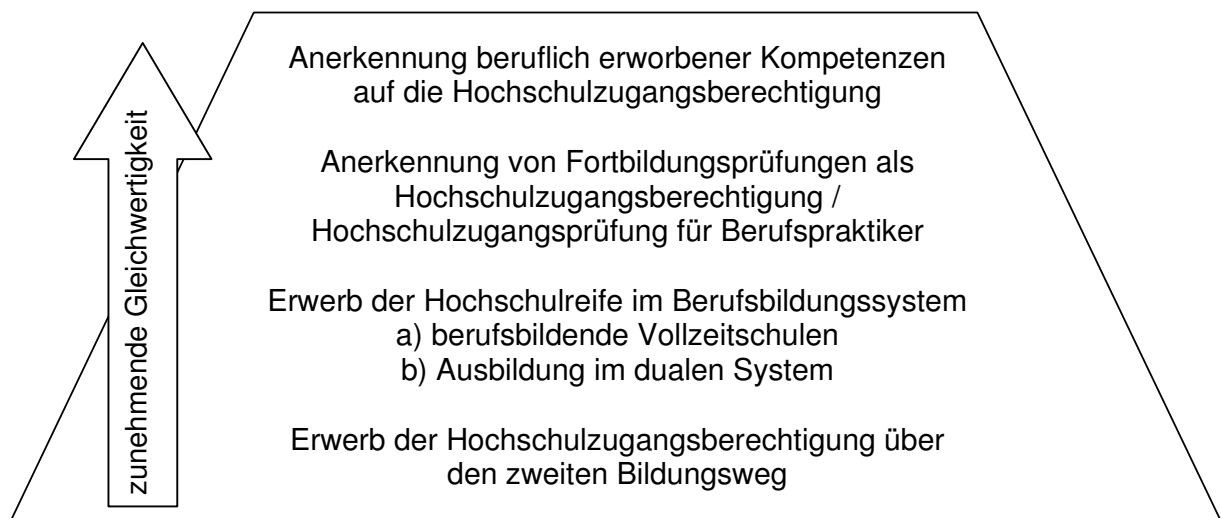 Anerkennung beruflich erworbener Kompetenzen
auf die Hochschulzugangsberechtigung
Anerkennung von Fortbildungsprüfungen als
Hochschulzugangsberechtigung /
Hochschulzugangsprüfung für Berufspraktiker
Erwerb der Hochschulreife im Berufsbildungssystem
a) berufsbildende Vollzeitschulen
b) Ausbildung im dualen System
Erwerb der Hochschulzugangsberechtigung über
den zweiten Bildungsweg
zunehmende Gleichwertigkeit